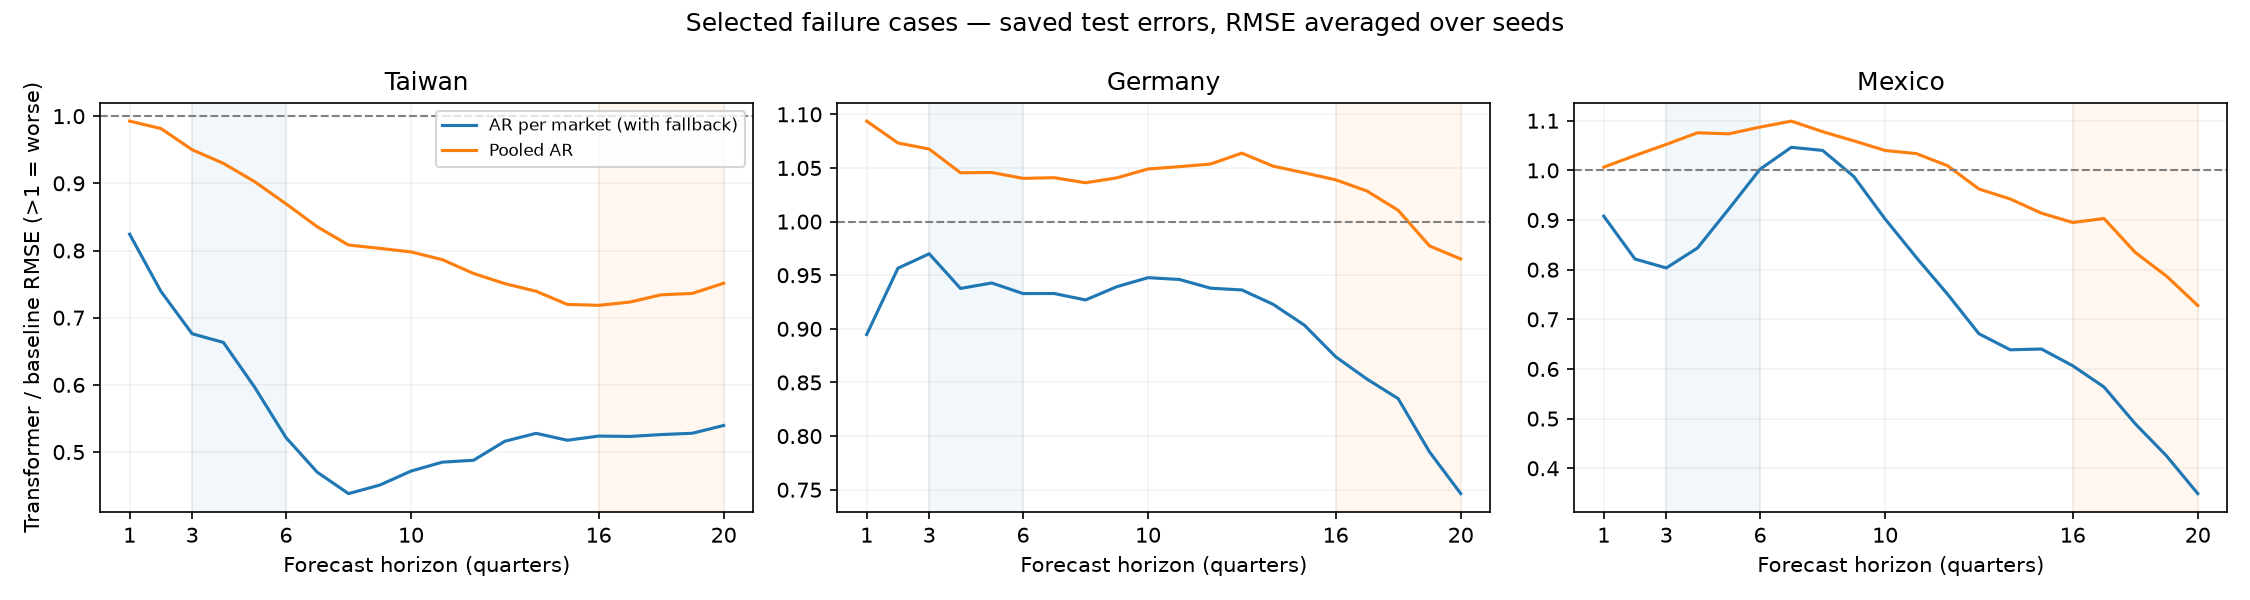 Selected failure cases — saved test errors, RMSE averaged over seeds
Taiwan
Transformer / baseline RMSE (>1 = worse)
1.0
0.9
0.8
0.7
0.6
0.5
AR per market (with fallback)
Pooled AR
1 3 6 10 16 20
Forecast horizon (quarters)
Germany
1.10
1.05
1.00
0.95
0.90
0.85
0.80
0.75
1 3 6 10 16 20
Forecast horizon (quarters)
Mexico
1.1
1.0
0.9
0.8
0.7
0.6
0.5
0.4
1 3 6 10 16 20
Forecast horizon (quarters)